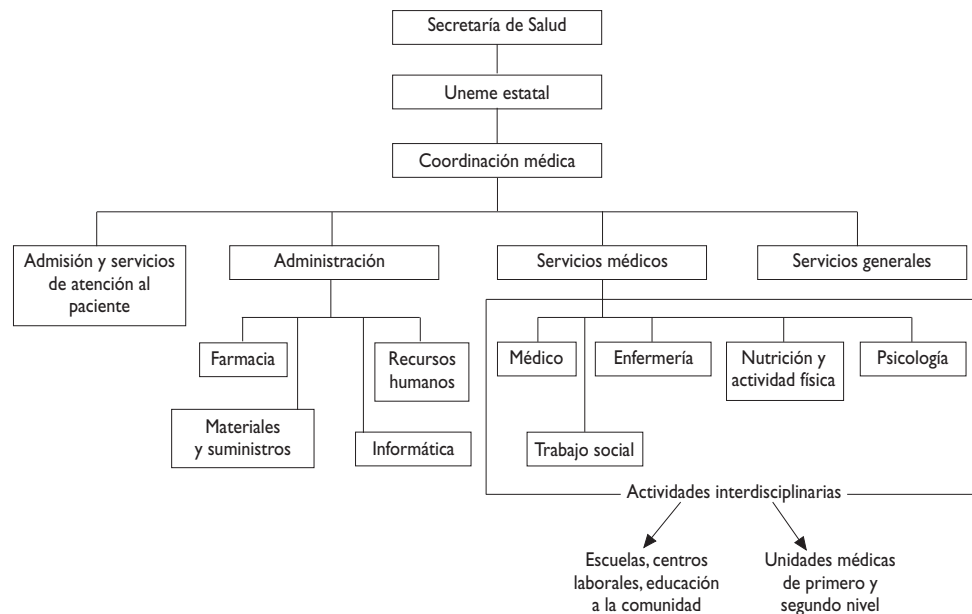 Secretaría de Salud
Uneme estatal
Coordinación médica
Admisión y servicios
de atención al
paciente
Administración
Servicios médicos
Servicios generales
Farmacia
Recursos
humanos
Materiales
y suministros
Informática
Médico
Enfermería
Nutrición y
actividad física
Psicología
Trabajo social
Actividades interdisciplinarias
Escuelas, centros
laborales, educación
a la comunidad
Unidades médicas
de primero y
segundo nivel